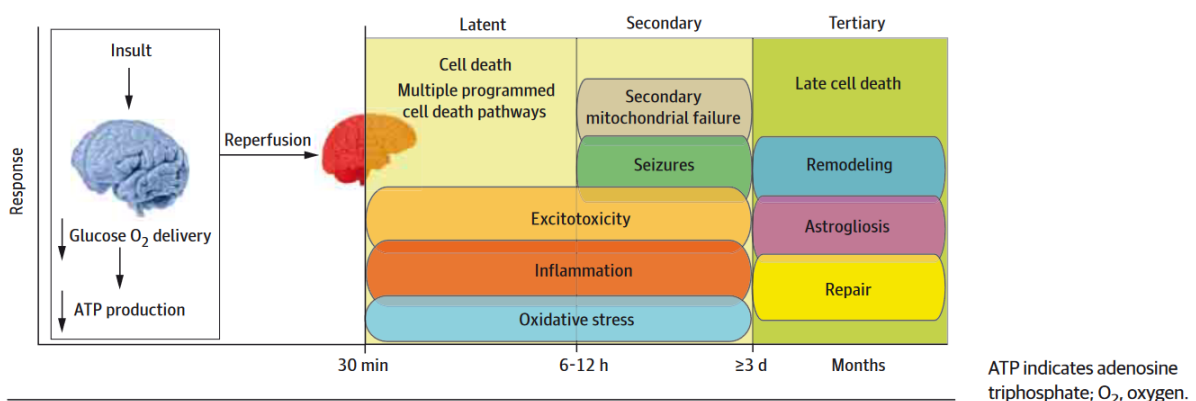 Latent
Secondary
Tertiary
Response
Insult
Glucose O2 delivery
ATP production
Reperfusion
Cell death
Multiple programmed
cell death pathways
Secondary
mitochondrial failure
Seizures
Excitotoxicity
Inflammation
Oxidative stress
Late cell death
Remodeling
Astrogliosis
Repair
30 min
6-12 h
≥3 d
Months
ATP indicates adenosine
triphosphate; O2, oxygen.